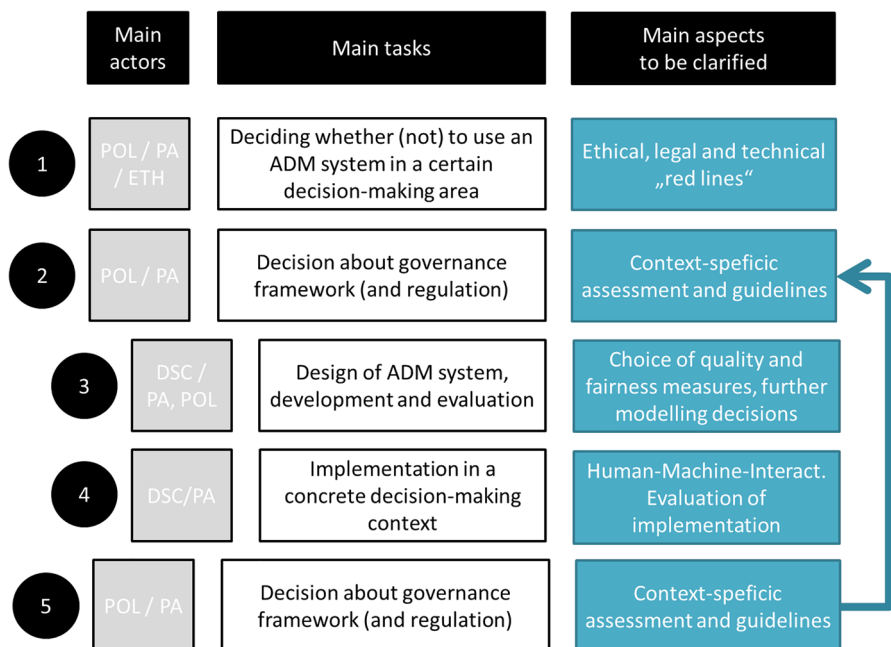 Main
actors
Main tasks
Main aspects
to be clarified
1
POL / PA
/ ETH
Deciding whether (not) to use an
ADM system in a certain
decision-making area
Ethical, legal and technical
„red lines“
2
POL / PA
Decision about governance
framework (and regulation)
Context-speficic
assessment and guidelines
3
DSC /
PA, POL
Design of ADM system,
development and evaluation
Choice of quality and
fairness measures, further
modelling decisions
4
DSC/PA
Implementation in a
concrete decision-making
context
Human-Machine-Interact.
Evaluation of
implementation
5
POL / PA
Decision about governance
framework (and regulation)
Context-speficic
assessment and guidelines